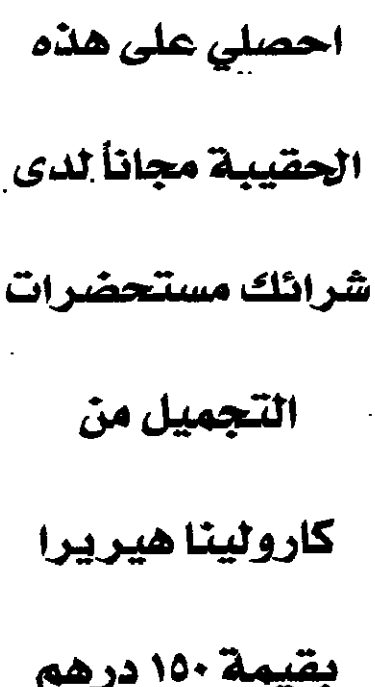 احصلي على هذه
الحقيبة مجاناً لدى
شرائك مستحضرات
التجميل من
كارولينا هيريرا
بقيمة ١٥٠ درهم